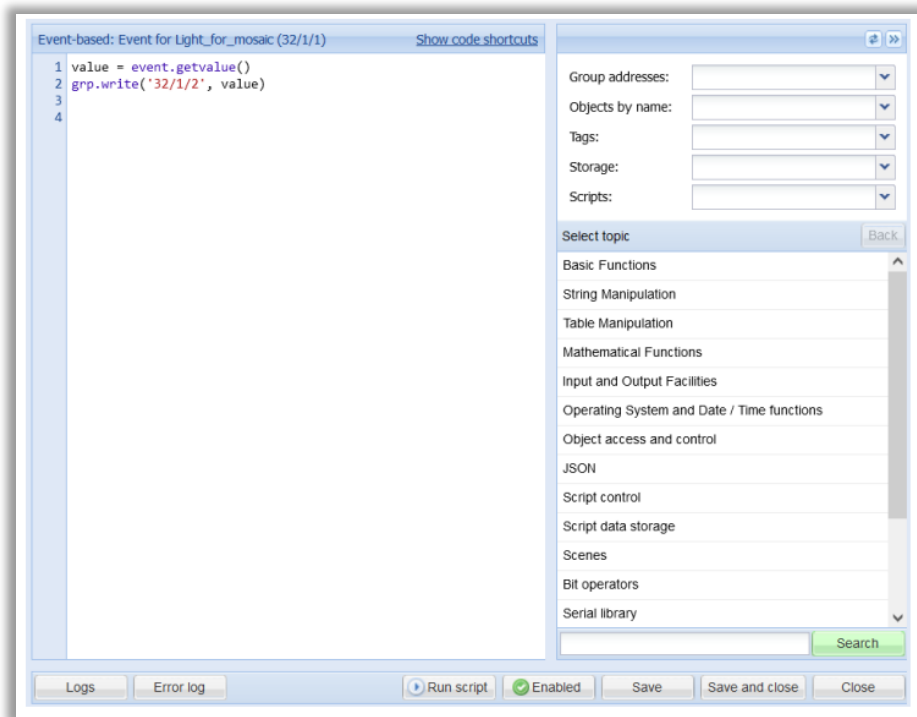 Event-based: Event for Light_for_mosaic (32/1/1) Show code shortcuts
1 value = event.getvalue()
2 grp.write('32/1/2', value)
3
4
Group addresses:
Objects by name:
Tags:
Storage:
Scripts:
Select topic Back
Basic Functions
String Manipulation
Table Manipulation
Mathematical Functions
Input and Output Facilities
Operating System and Date / Time functions
Object access and control
JSON
Script control
Script data storage
Scenes
Bit operators
Serial library
Search
Logs Error log Run script Enabled Save Save and close Close